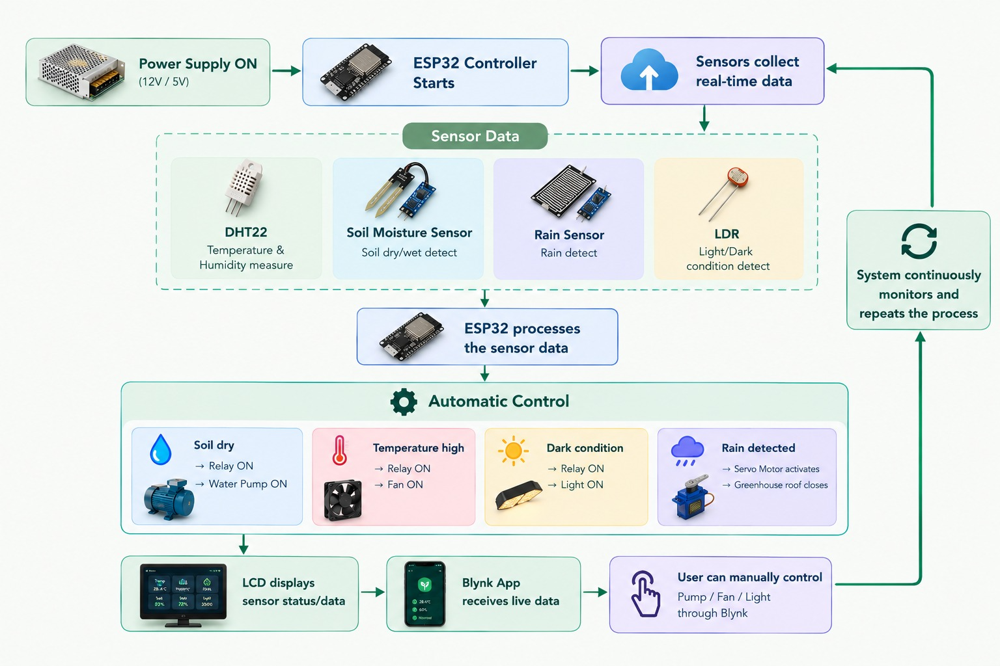 Power Supply ON
(12V / 5V)
ESP32 Controller
Starts
Sensors collect
real-time data
Sensor Data
DHT22
Temperature &
Humidity measure
Soil Moisture Sensor
Soil dry/wet detect
Rain Sensor
Rain detect
LDR
Light/Dark
condition detect
System continuously
monitors and
repeats the process
ESP32 processes
the sensor data
Automatic Control
Soil dry
→ Relay ON
→ Water Pump ON
Temperature high
→ Relay ON
→ Fan ON
Dark condition
→ Relay ON
→ Light ON
Rain detected
→ Servo Motor activates
→ Greenhouse roof closes
LCD displays
sensor status/data
Blynk App
receives live data
User can manually control
Pump / Fan / Light
through Blynk